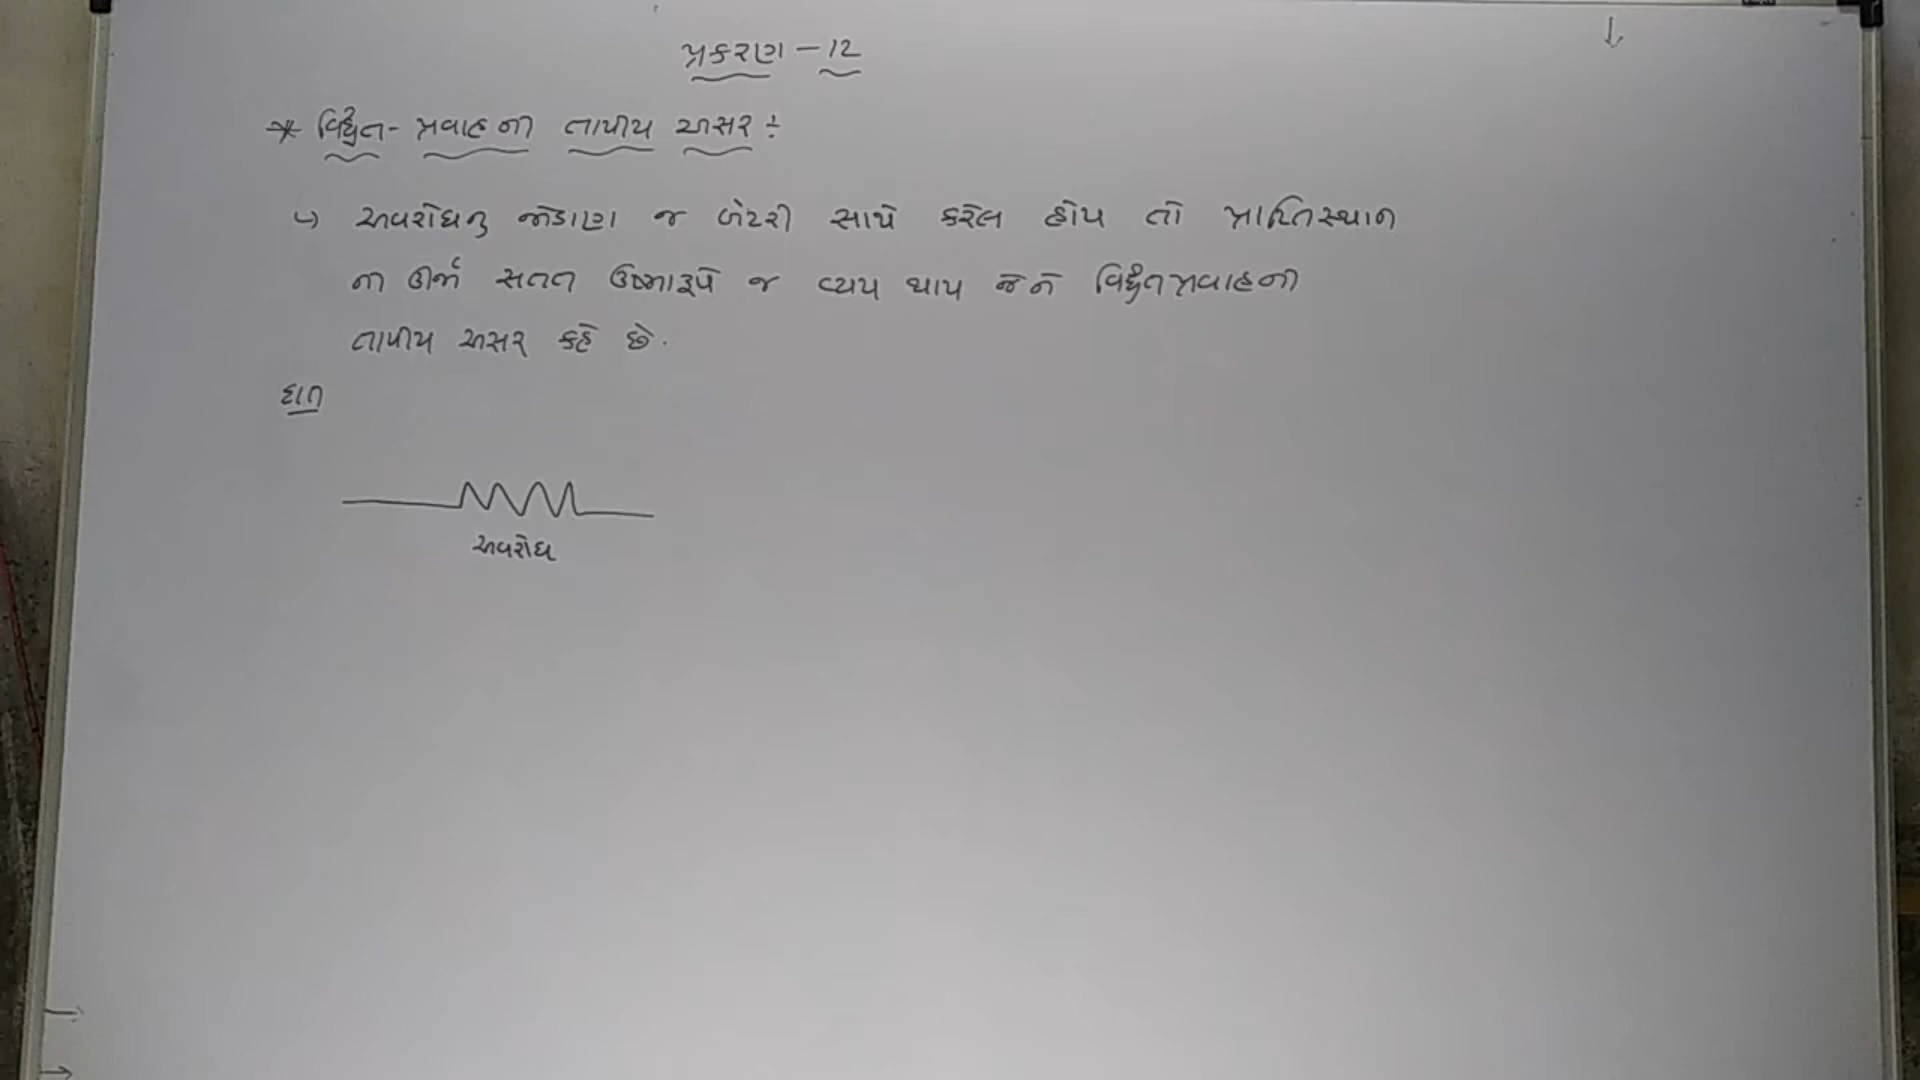 પ્રકરણ - 12
* વિદ્યુત - પ્રવાહની તાપીય અસર :
↳ અવરોધનુ જોડાણ જ બેટરી સાથે કરેલ હોય તો પ્રાપ્તિસ્થાન
ની ઊર્જા સતત ઉષ્મારૂપે જ વ્યય થાય જેને વિદ્યુતપ્રવાહની
તાપીય અસર કહે છે.
અવરોધ